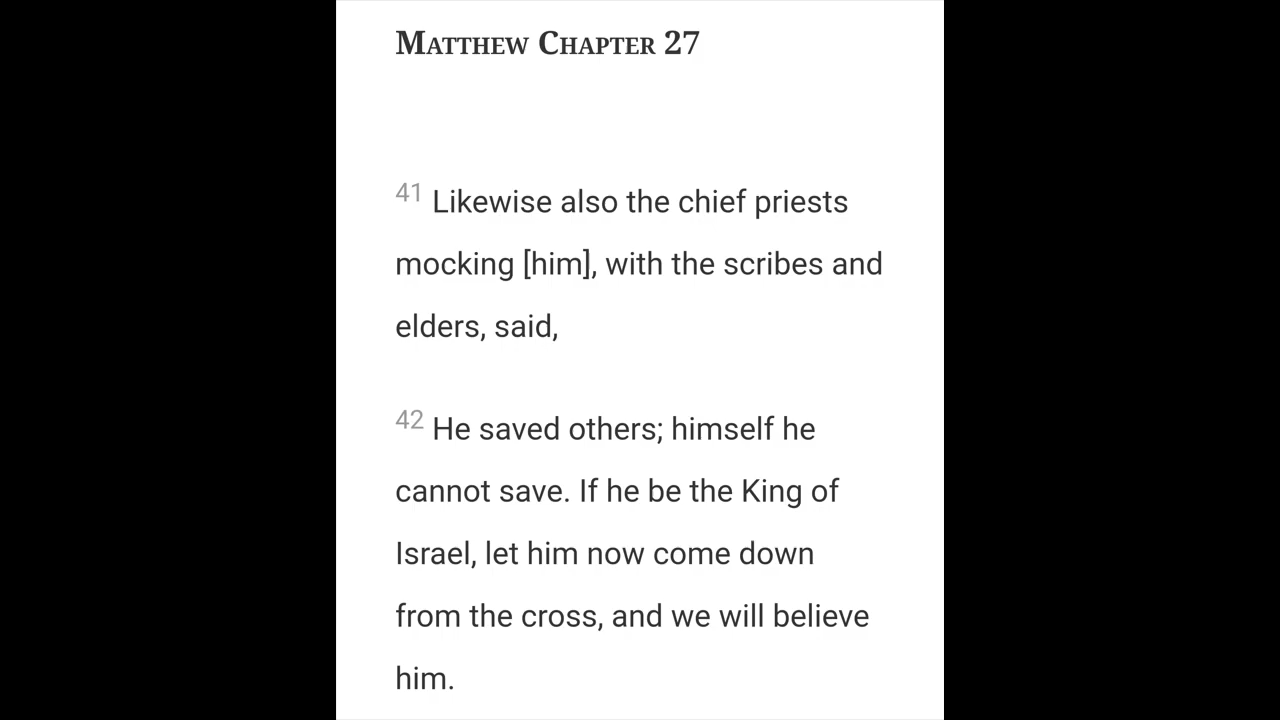 Matthew Chapter 27
41 Likewise also the chief priests
mocking [him], with the scribes and
elders, said,
42 He saved others; himself he
cannot save. If he be the King of
Israel, let him now come down
from the cross, and we will believe
him.